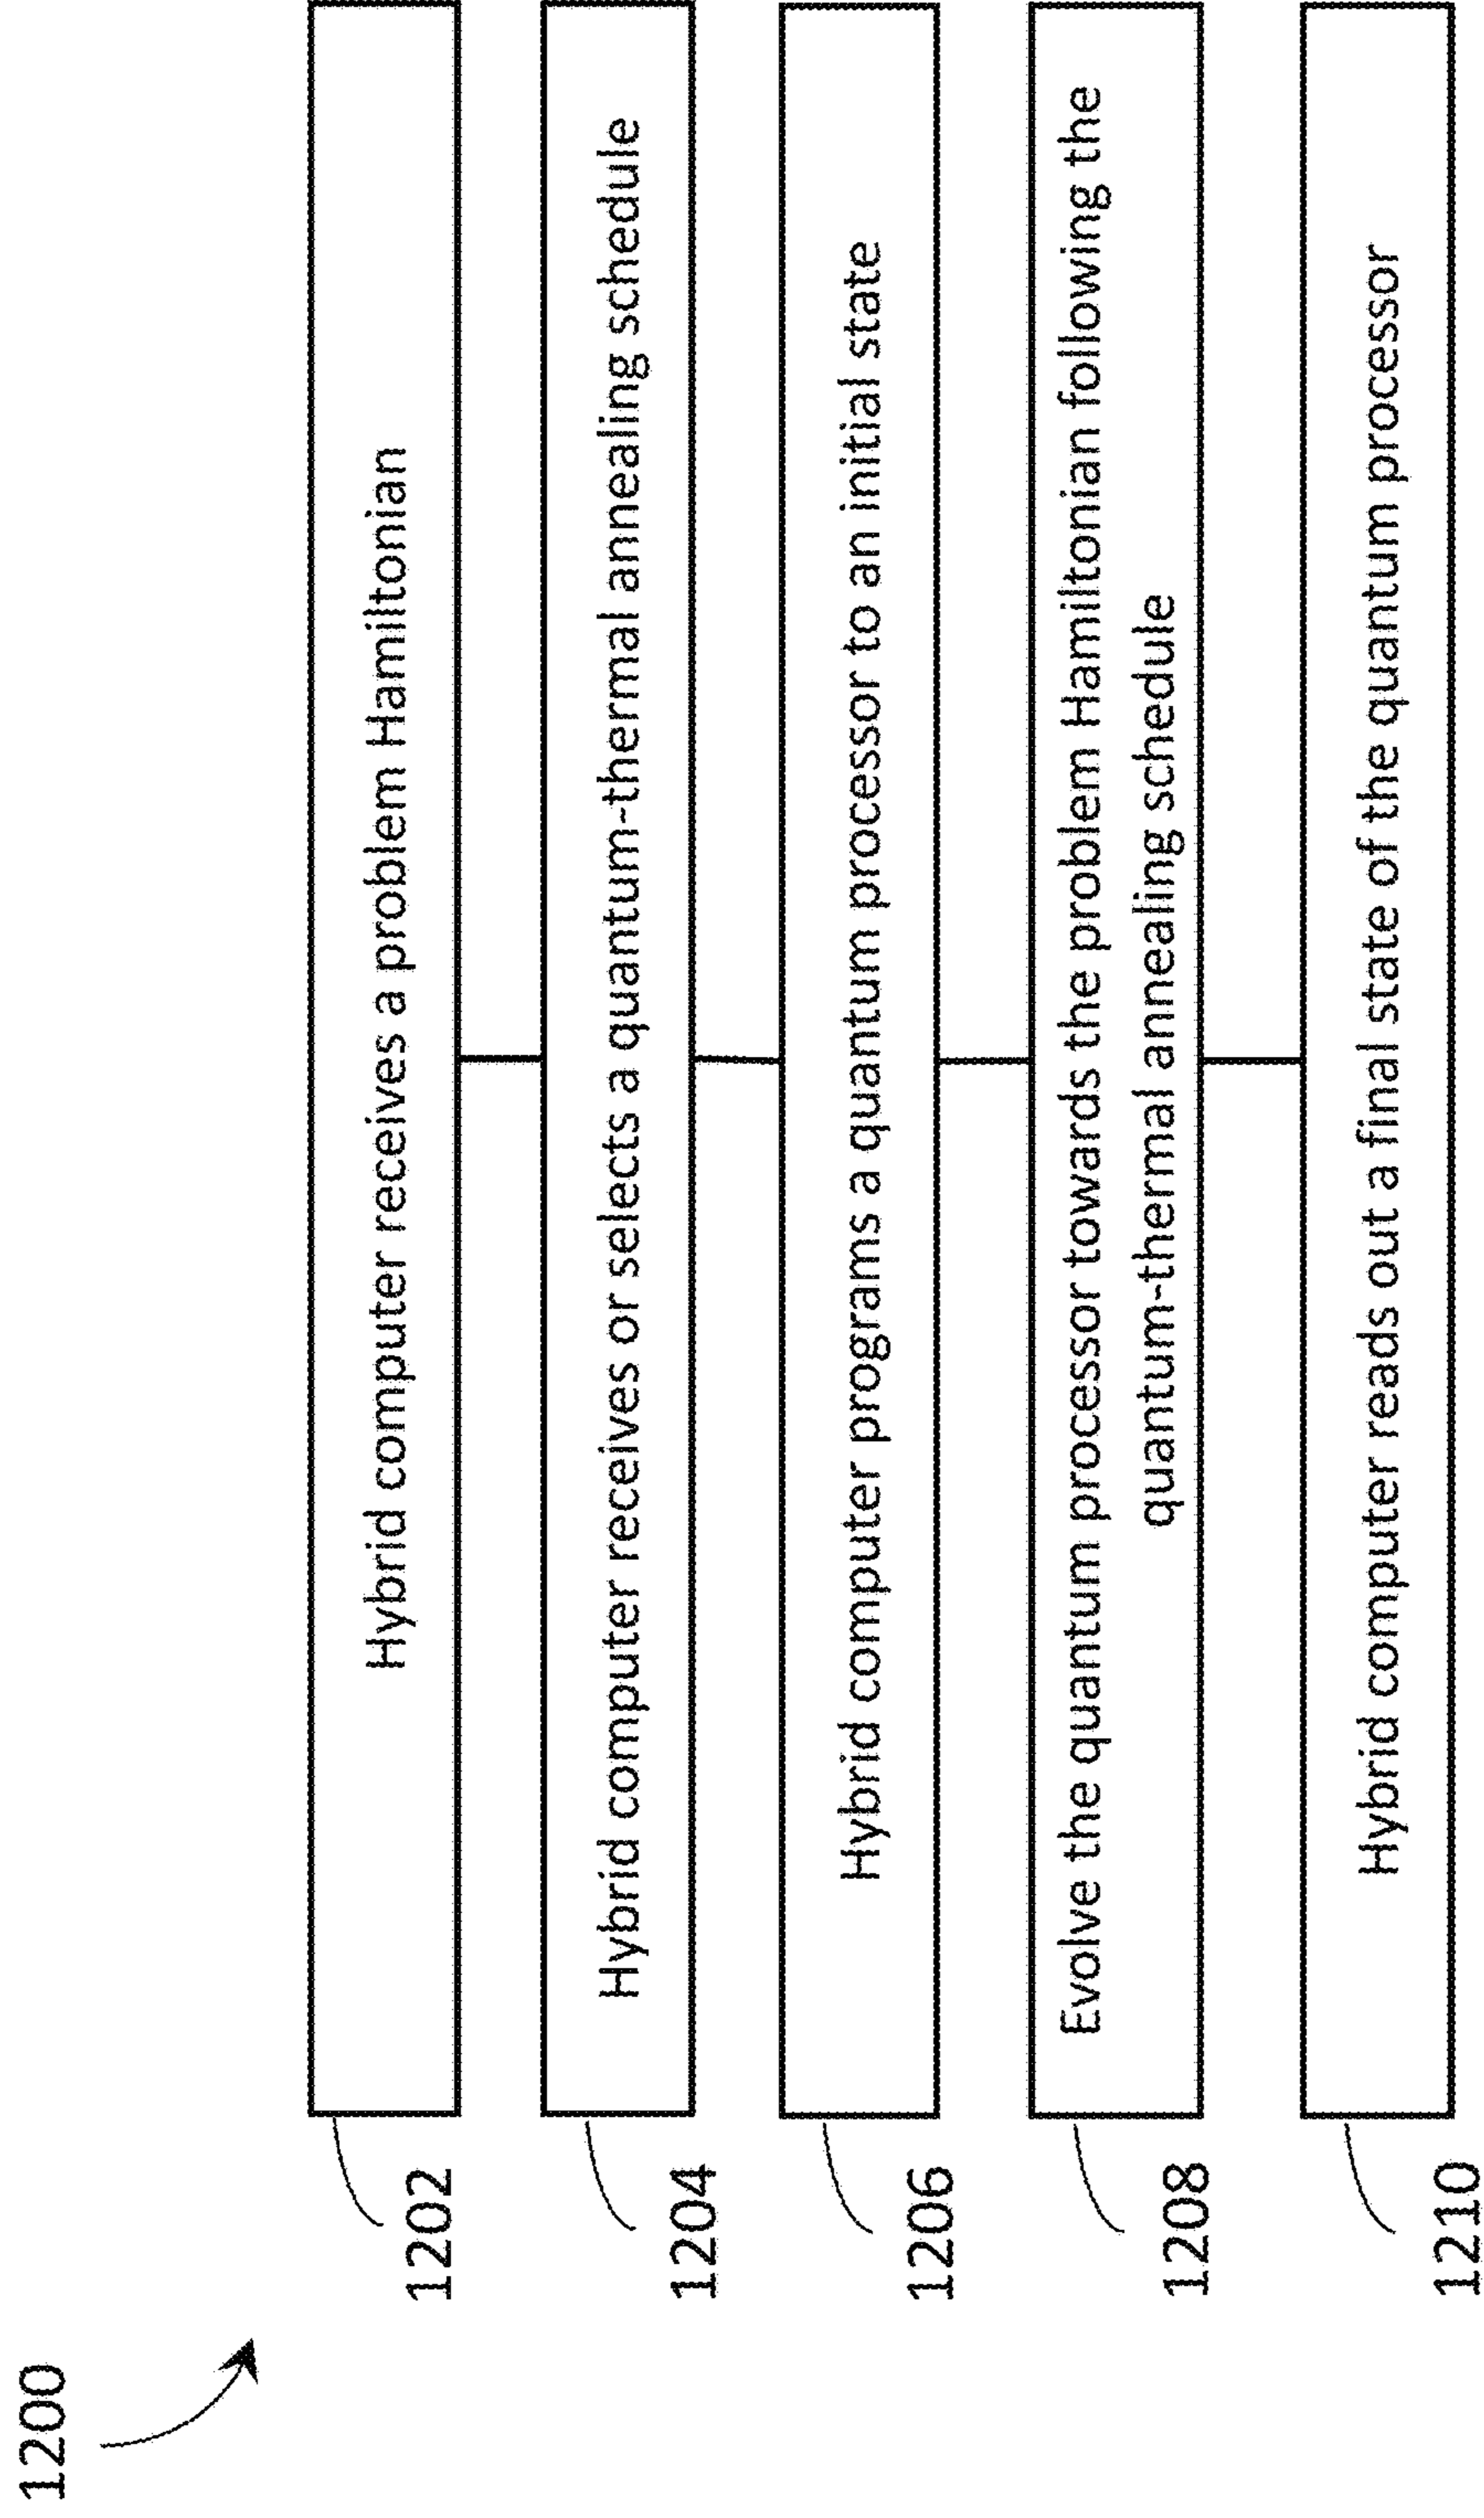 1200
1202
Hybrid computer receives a problem Hamiltonian
1204
Hybrid computer receives or selects a quantum-thermal annealing schedule
1206
Hybrid computer programs a quantum processor to an initial state
1208
Evolve the quantum processor towards the problem Hamiltonian following the
quantum-thermal annealing schedule
1210
Hybrid computer reads out a final state of the quantum processor